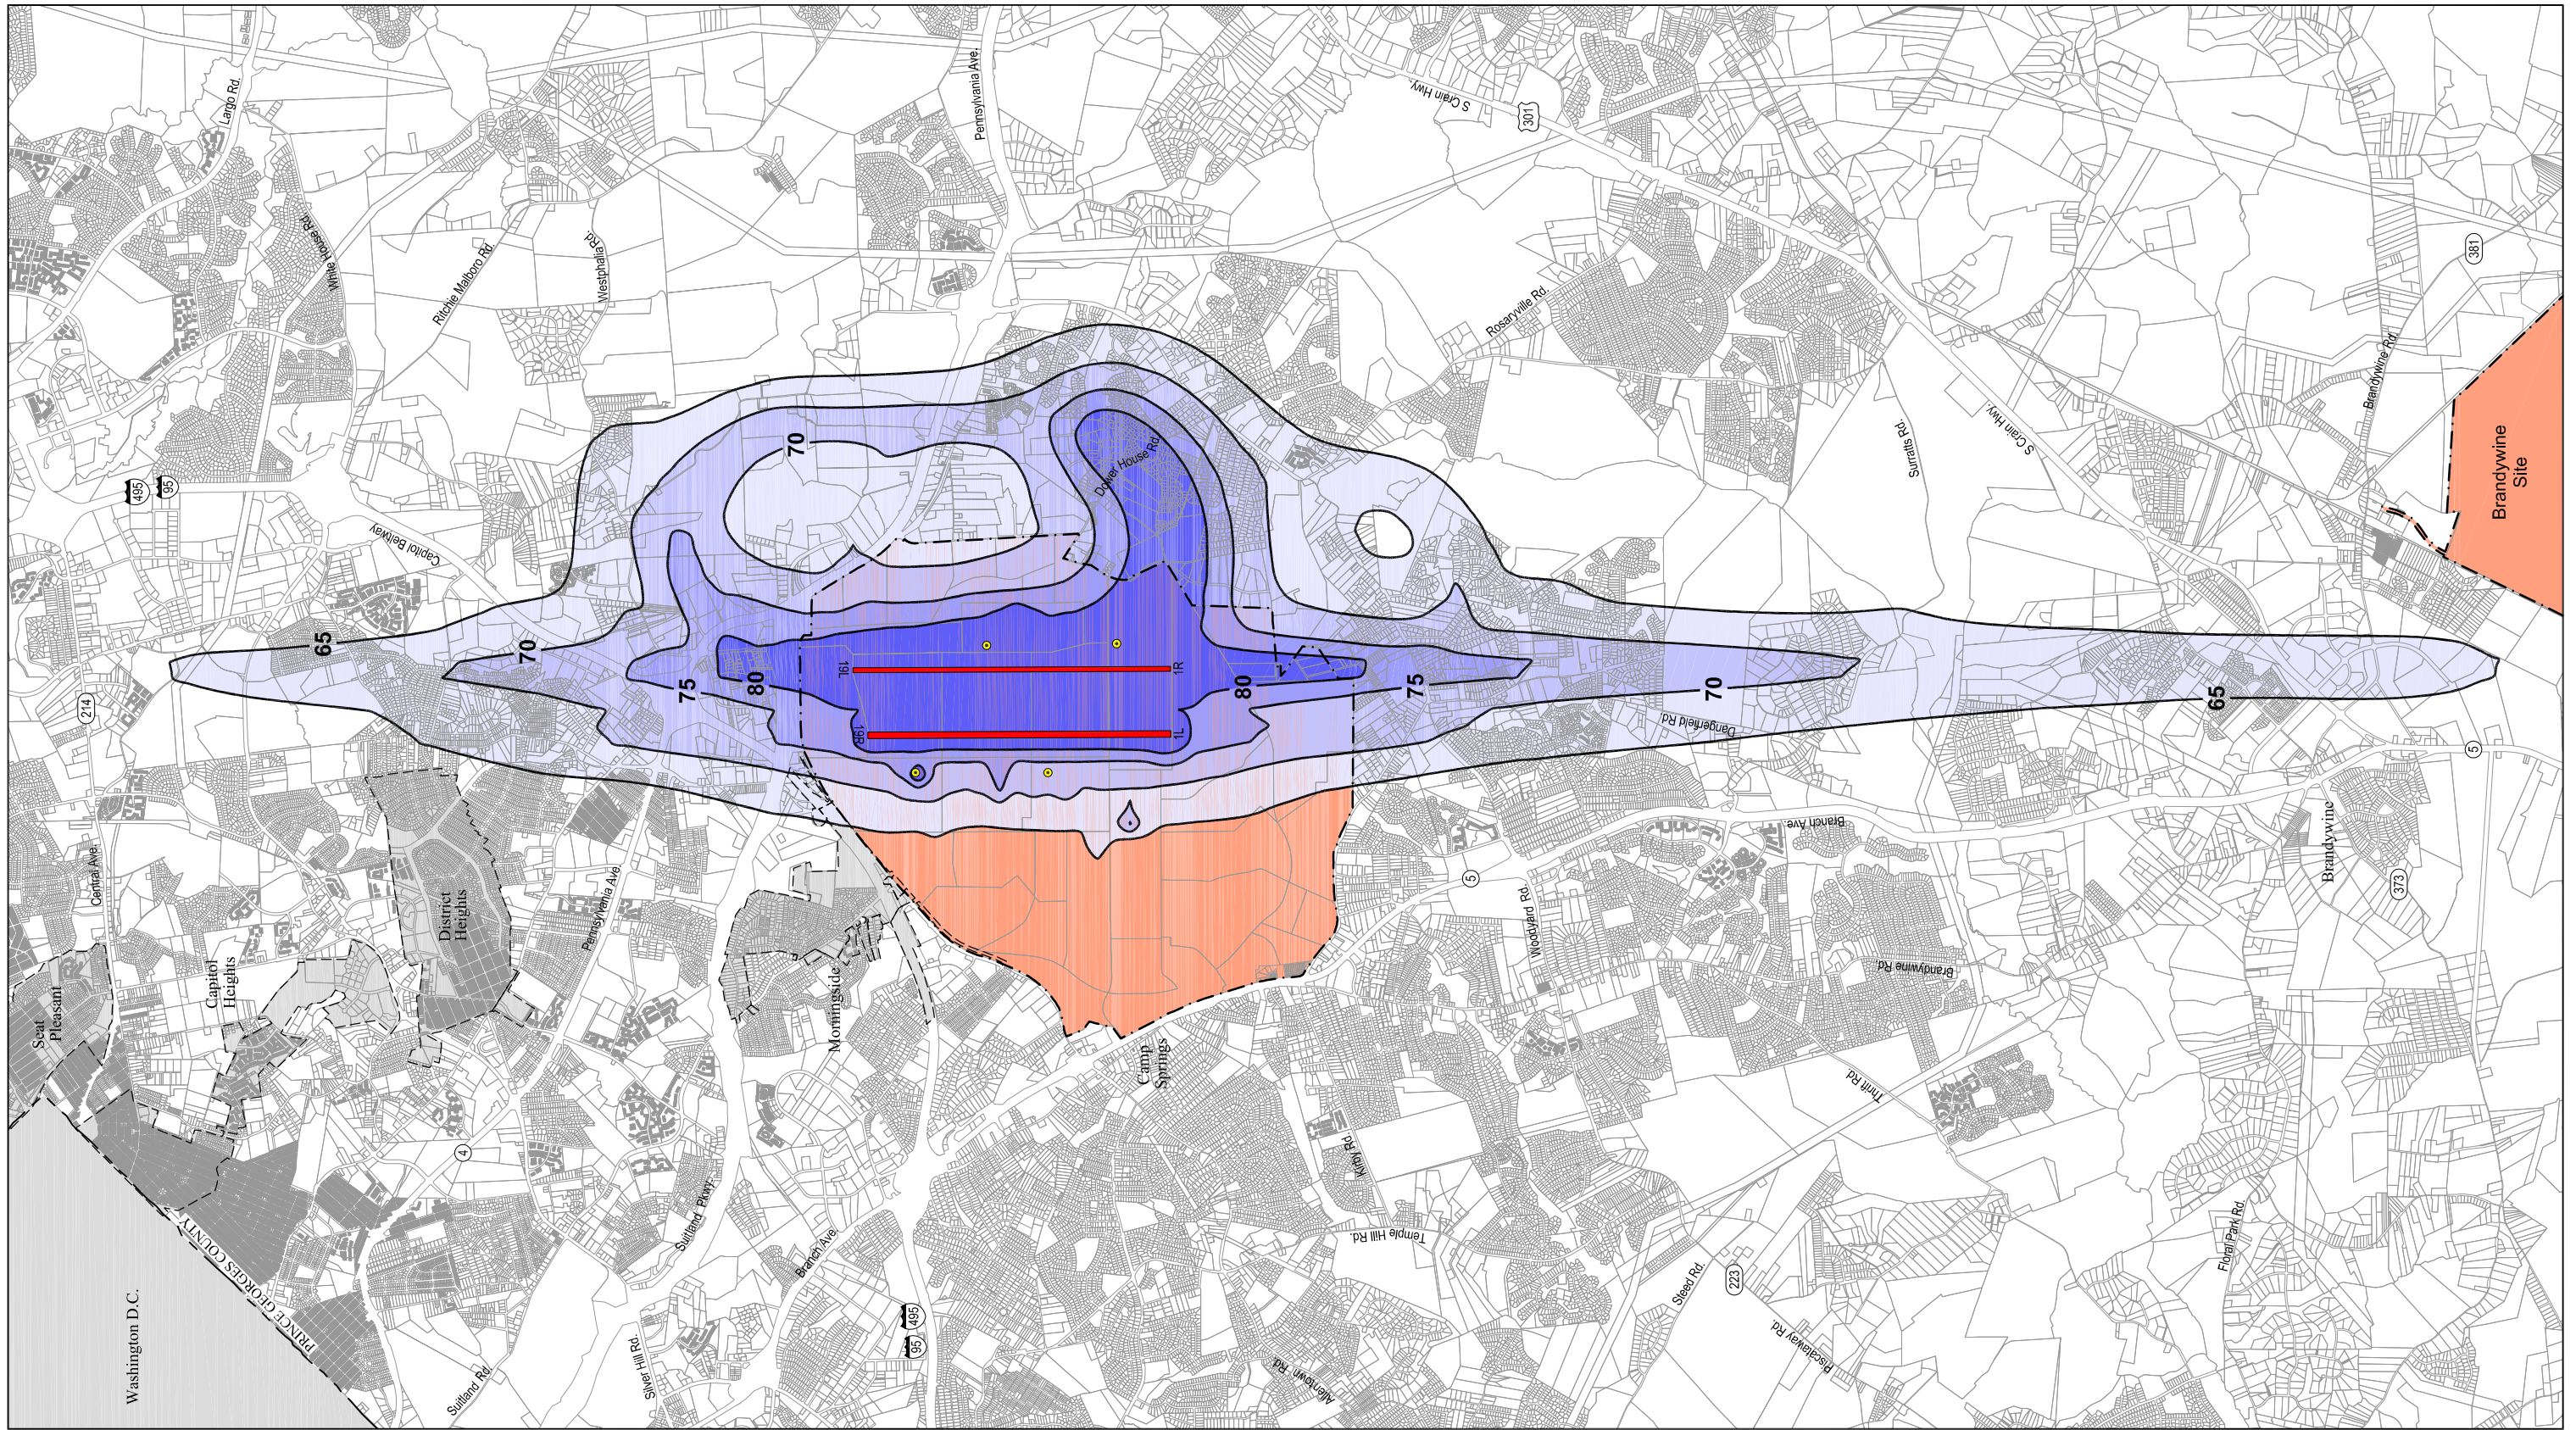 Largo Rd.
White House Rd.
Ritchie Malboro Rd.
Westphalia Rd.
Pennsylvania Ave.
S Crain Hwy.
301
381
Rosaryville Rd.
Brandywine Rd.
S Crain Hwy.
Surratts Rd.
Brandywine
Site
495
95
Capitol Beltway
70
Dower House Rd.
65
70
75
80
19L
1R
80
75
70
65
214
19R
1L
Dangerfield Rd
5
Central Ave.
District
Heights
Pennsylvania Ave.
Branch Ave
5
Woodyard Rd.
Brandywine
373
Seat
Pleasant
Capitol
Heights
Morningside
Camp
Springs
Brandywine Rd.
Thrift Rd.
4
Kirby Rd
Suitland Pkwy.
Branch Ave.
Temple Hill Rd.
Steed Rd.
223
Floral Park Rd.
Piscataway Rd.
Washington D.C.
PRINCE GEORGES COUNTY
Suitland Rd.
Silver Hill Rd.
95
495
Allentown Rd.